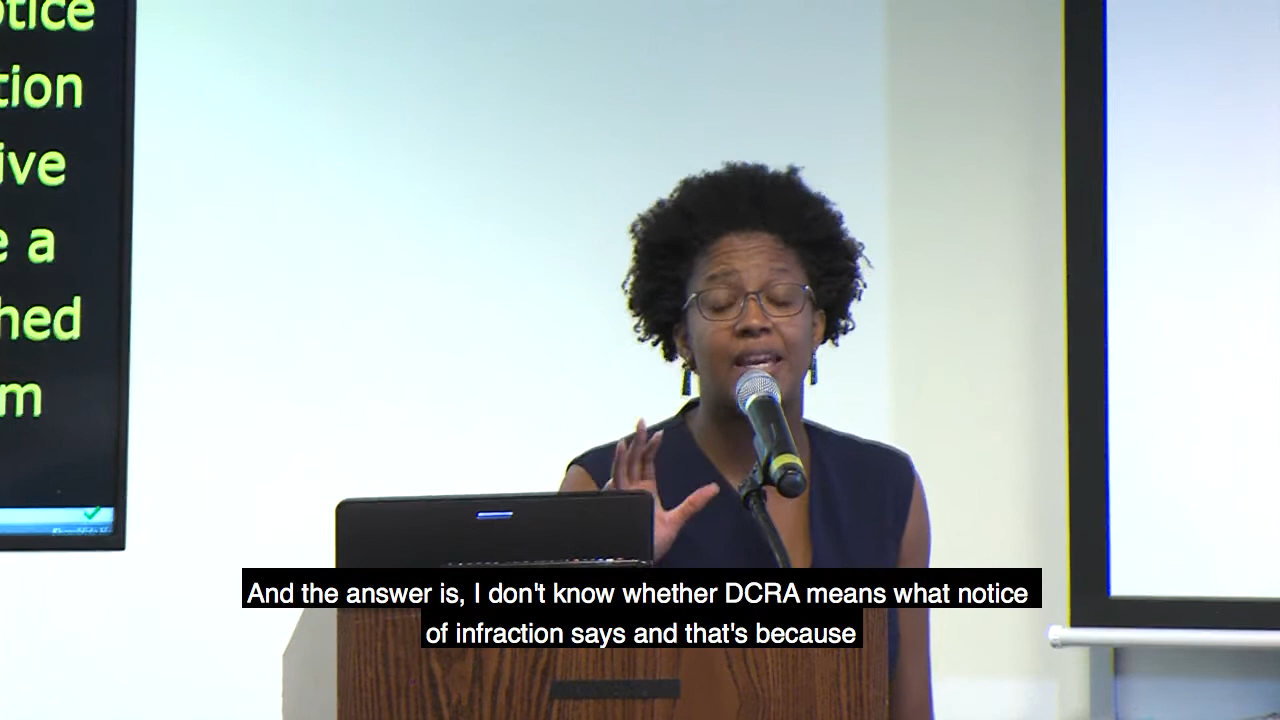 otice
tion
ive
e a
hed
m
And the answer is, I don't know whether DCRA means what notice
of infraction says and that's because